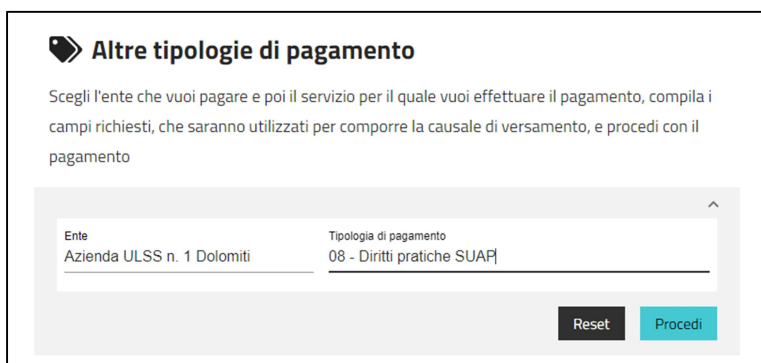 Altre tipologie di pagamento
Scegli l'ente che vuoi pagare e poi il servizio per il quale vuoi effettuare il pagamento, compila i
campi richiesti, che saranno utilizzati per comporre la causale di versamento, e procedi con il
pagamento
Ente
Tipologia di pagamento
Azienda ULSS n. 1 Dolomiti
08 - Diritti pratiche SUAP
Reset
Procedi